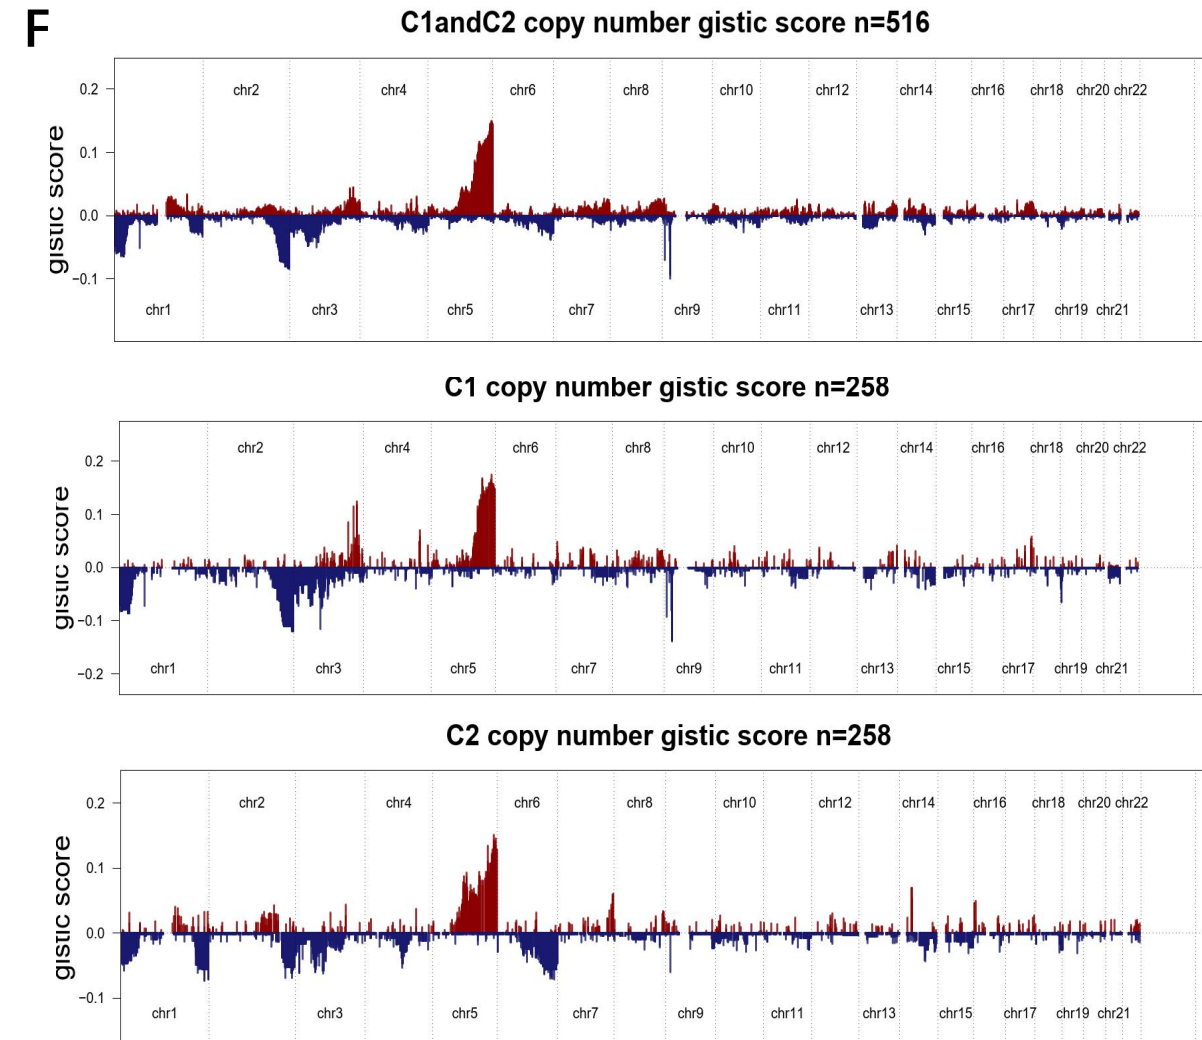 F
C1andC2 copy number gistic score n=516
gistic score
0.2
0.1
0.0
−0.1
chr2 chr4 chr6 chr8 chr10 chr12 chr14 chr16 chr18 chr20 chr22
chr1 chr3 chr5 chr7 chr9 chr11 chr13 chr15 chr17 chr19 chr21
C1 copy number gistic score n=258
gistic score
0.2
0.1
0.0
−0.1
−0.2
chr2 chr4 chr6 chr8 chr10 chr12 chr14 chr16 chr18 chr20 chr22
chr1 chr3 chr5 chr7 chr9 chr11 chr13 chr15 chr17 chr19 chr21
C2 copy number gistic score n=258
gistic score
0.2
0.1
0.0
−0.1
chr2 chr4 chr6 chr8 chr10 chr12 chr14 chr16 chr18 chr20 chr22
chr1 chr3 chr5 chr7 chr9 chr11 chr13 chr15 chr17 chr19 chr21